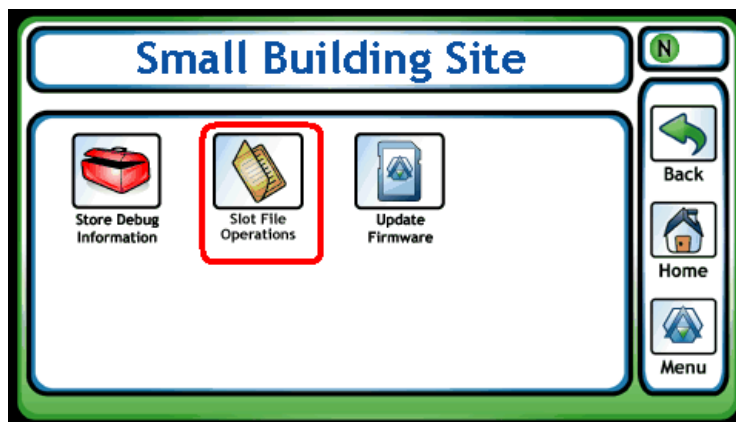 Small Building Site
N
Store Debug
Information
Slot File
Operations
Update
Firmware
Back
Home
Menu